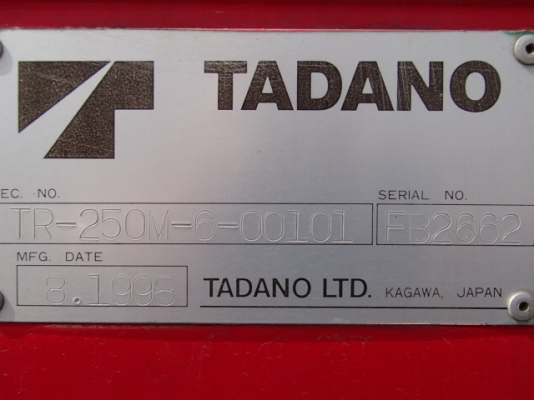 TADANO
EC. NO.
SERIAL NO.
TR-250M-6-00101
FB2662
MFG. DATE
8.1998
TADANO LTD. KAGAWA, JAPAN